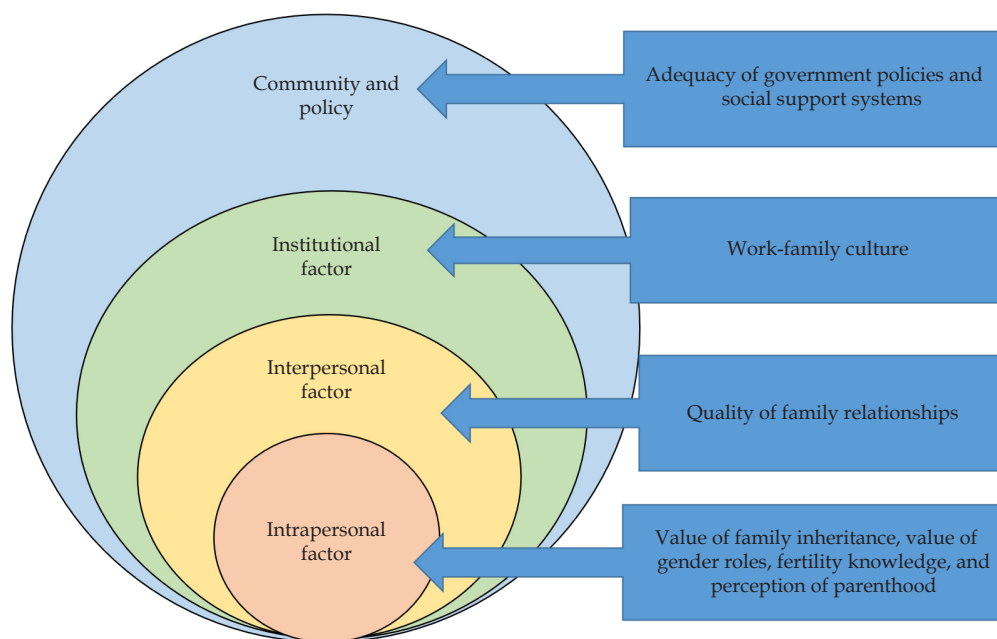 Community and
policy
Adequacy of government policies and
social support systems
Institutional
factor
Work-family culture
Interpersonal
factor
Quality of family relationships
Intrapersonal
factor
Value of family inheritance, value of
gender roles, fertility knowledge, and
perception of parenthood